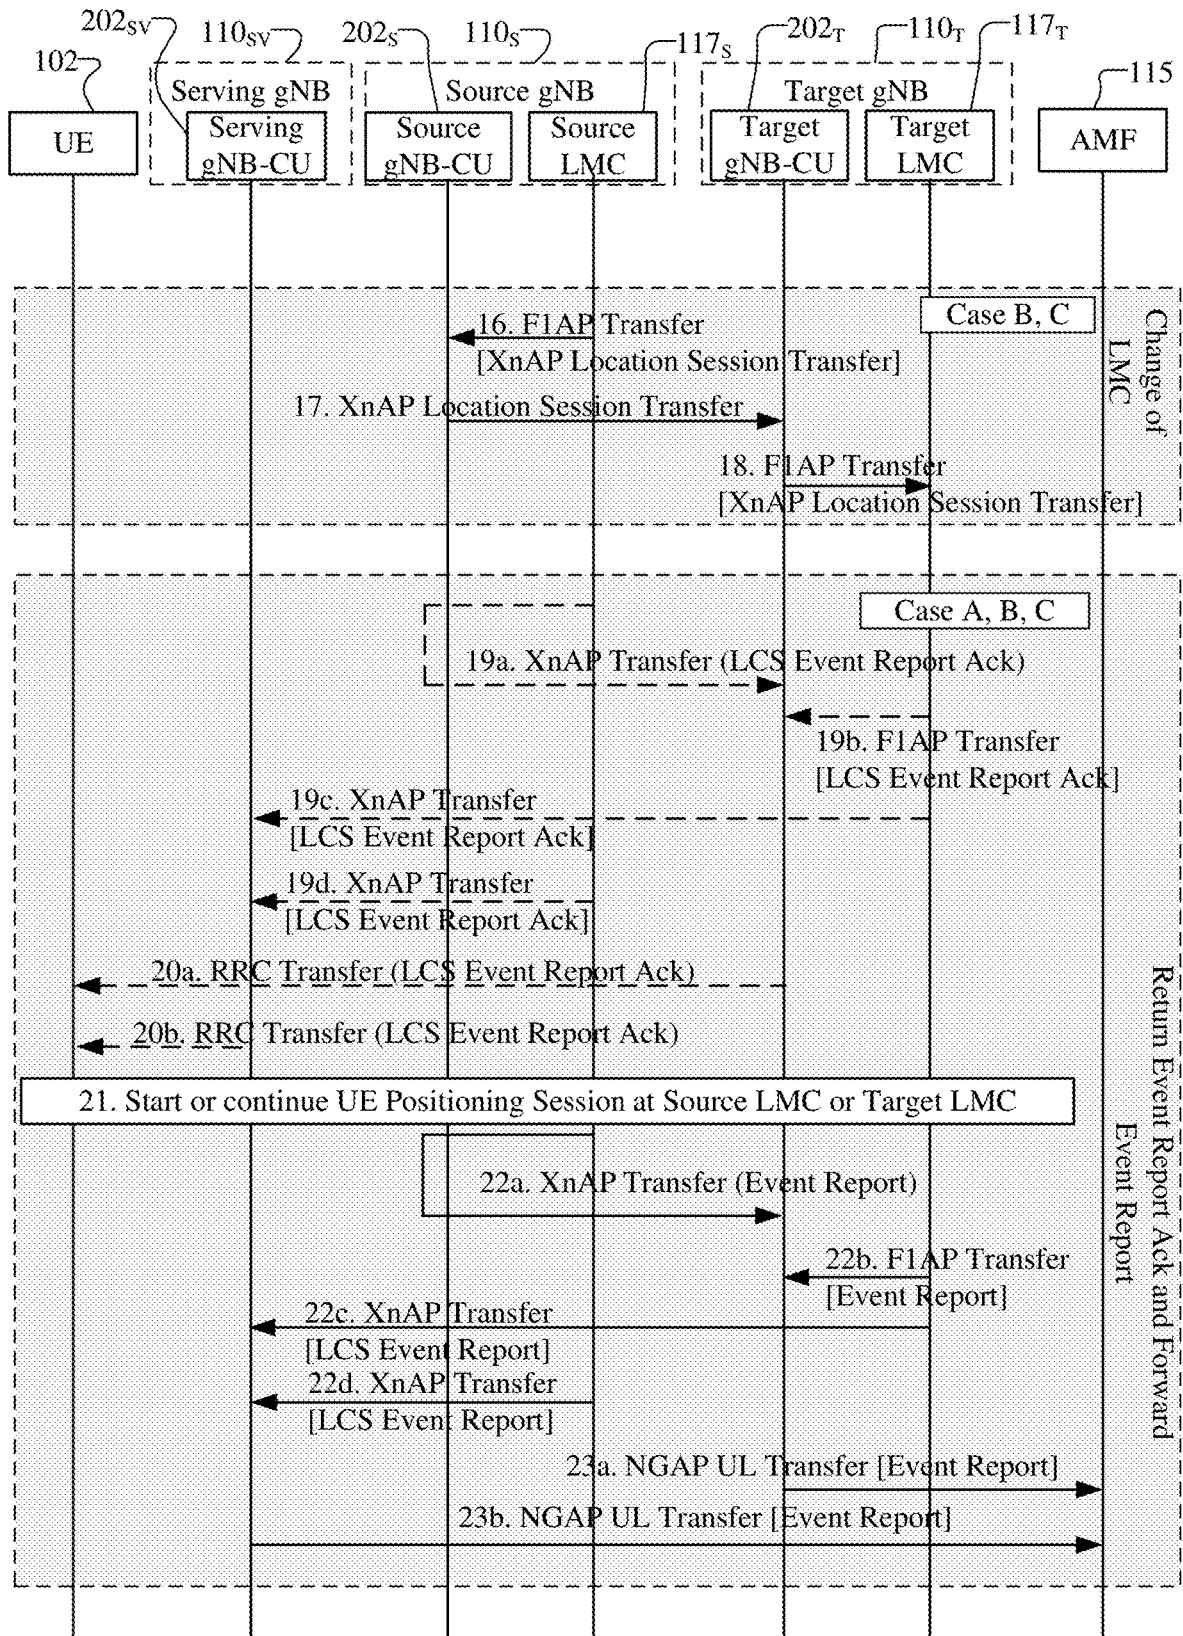 202SV
110SV
202S
110S
117S
202T
110T
117T
102
115
Serving gNB
Source gNB
Target gNB
UE
Serving
gNB-CU
Source
gNB-CU
Source
LMC
Target
gNB-CU
Target
LMC
AMF
Case B, C
Change of
LMC
16. F1AP Transfer
[XnAP Location Session Transfer]
17. XnAP Location Session Transfer
18. F1AP Transfer
[XnAP Location Session Transfer]
Case A, B, C
19a. XnAP Transfer (LCS Event Report Ack)
19b. F1AP Transfer
[LCS Event Report Ack]
19c. XnAP Transfer
[LCS Event Report Ack]
19d. XnAP Transfer
[LCS Event Report Ack]
20a. RRC Transfer (LCS Event Report Ack)
20b. RRC Transfer (LCS Event Report Ack)
Return Event Report Ack and Forward
Event Report
21. Start or continue UE Positioning Session at Source LMC or Target LMC
22a. XnAP Transfer (Event Report)
22b. F1AP Transfer
[Event Report]
22c. XnAP Transfer
[LCS Event Report]
22d. XnAP Transfer
[LCS Event Report]
23a. NGAP UL Transfer [Event Report]
23b. NGAP UL Transfer [Event Report]